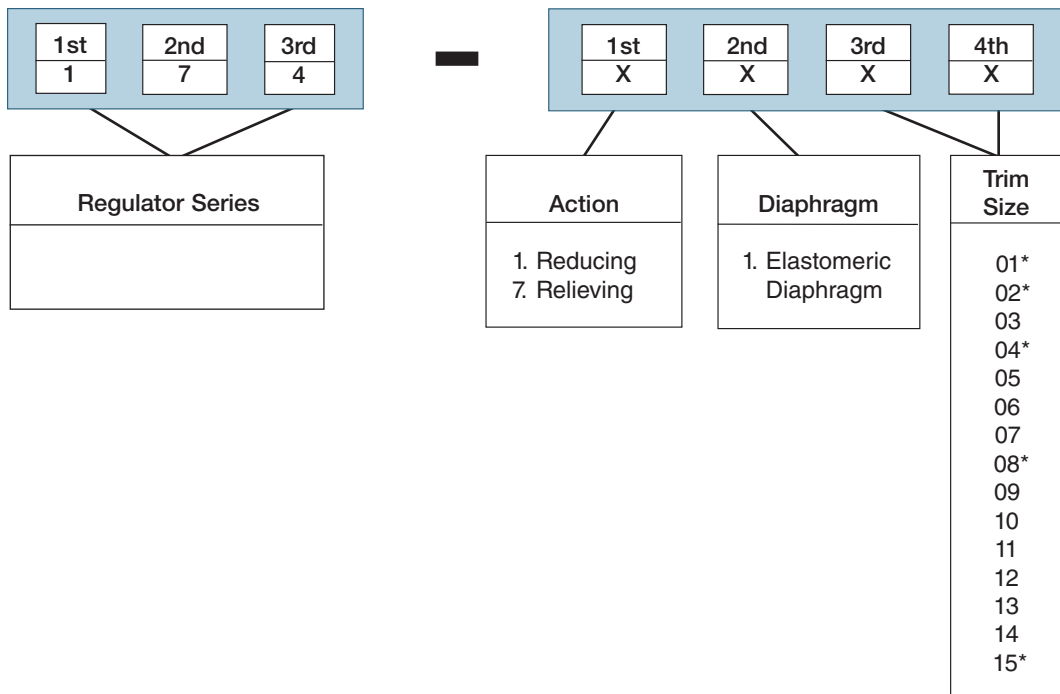 1st 2nd 3rd 1st 2nd 3rd 4th
1 7 4 - X X X X
Regulator Series
Action
1. Reducing
7. Relieving
Diaphragm
1. Elastomeric
Diaphragm
Trim
Size
01*
02*
03
04*
05
06
07
08*
09
10
11
12
13
14
15*